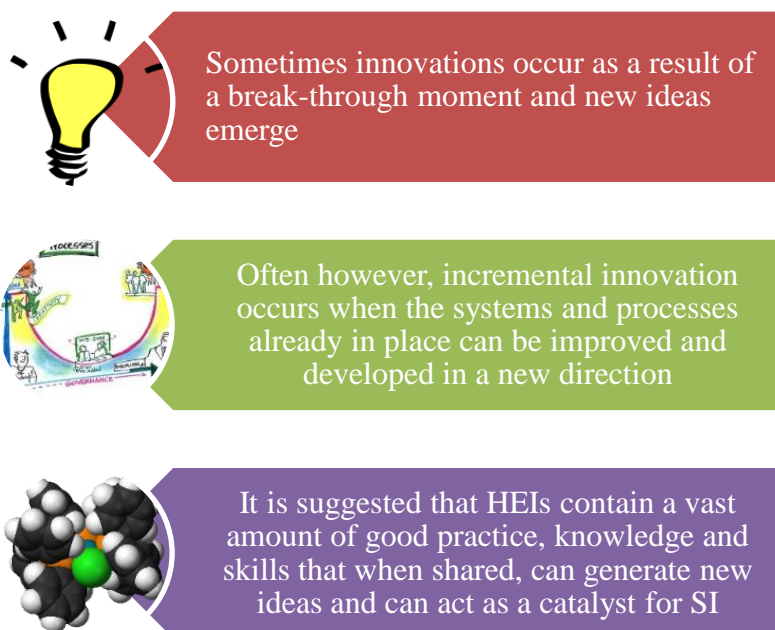 Sometimes innovations occur as a result of
a break-through moment and new ideas
emerge
PROCESSES
Often however, incremental innovation
occurs when the systems and processes
already in place can be improved and
developed in a new direction
GOVERNANCE
It is suggested that HEIs contain a vast
amount of good practice, knowledge and
skills that when shared, can generate new
ideas and can act as a catalyst for SI